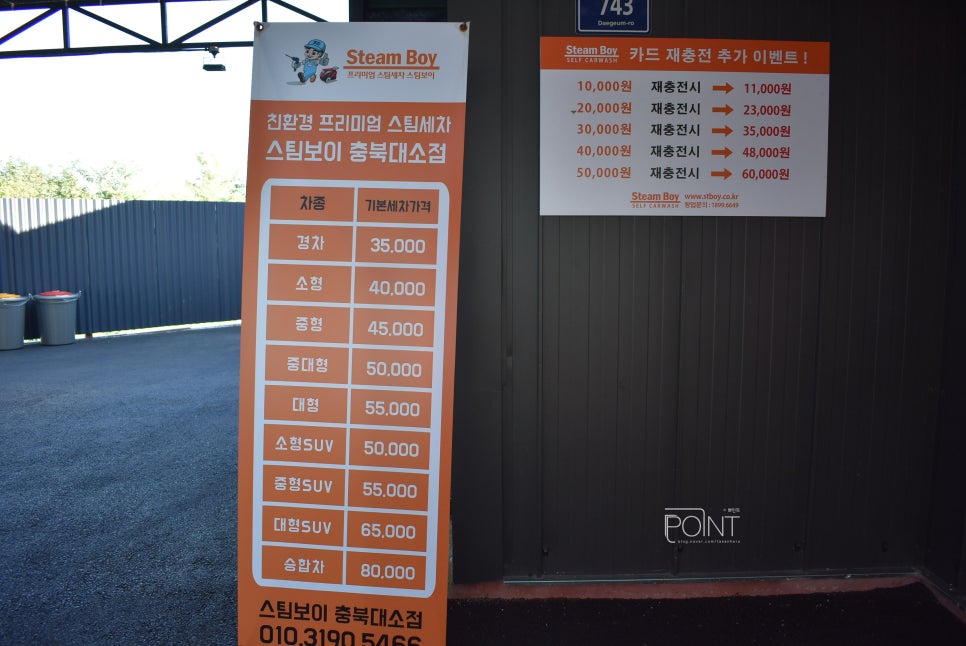 743
Daegeum-ro
Steam Boy
프리미엄 스팀세차 스팀보이
친환경 프리미엄 스팀세차
스팀보이 충북대소점
차종 기본세차가격
경차 35,000
소형 40,000
중형 45,000
중대형 50,000
대형 55,000
소형SUV 50,000
중형SUV 55,000
대형SUV 65,000
승합차 80,000
스팀보이 충북대소점
010.3190.5466
Steam Boy
SELF CARWASH
카드 재충전 추가 이벤트 !
10,000원 재충전시 → 11,000원
20,000원 재충전시 → 23,000원
30,000원 재충전시 → 35,000원
40,000원 재충전시 → 48,000원
50,000원 재충전시 → 60,000원
Steam Boy www.stboy.co.kr
SELF CARWASH 창업문의 : 1899.6649
POINT